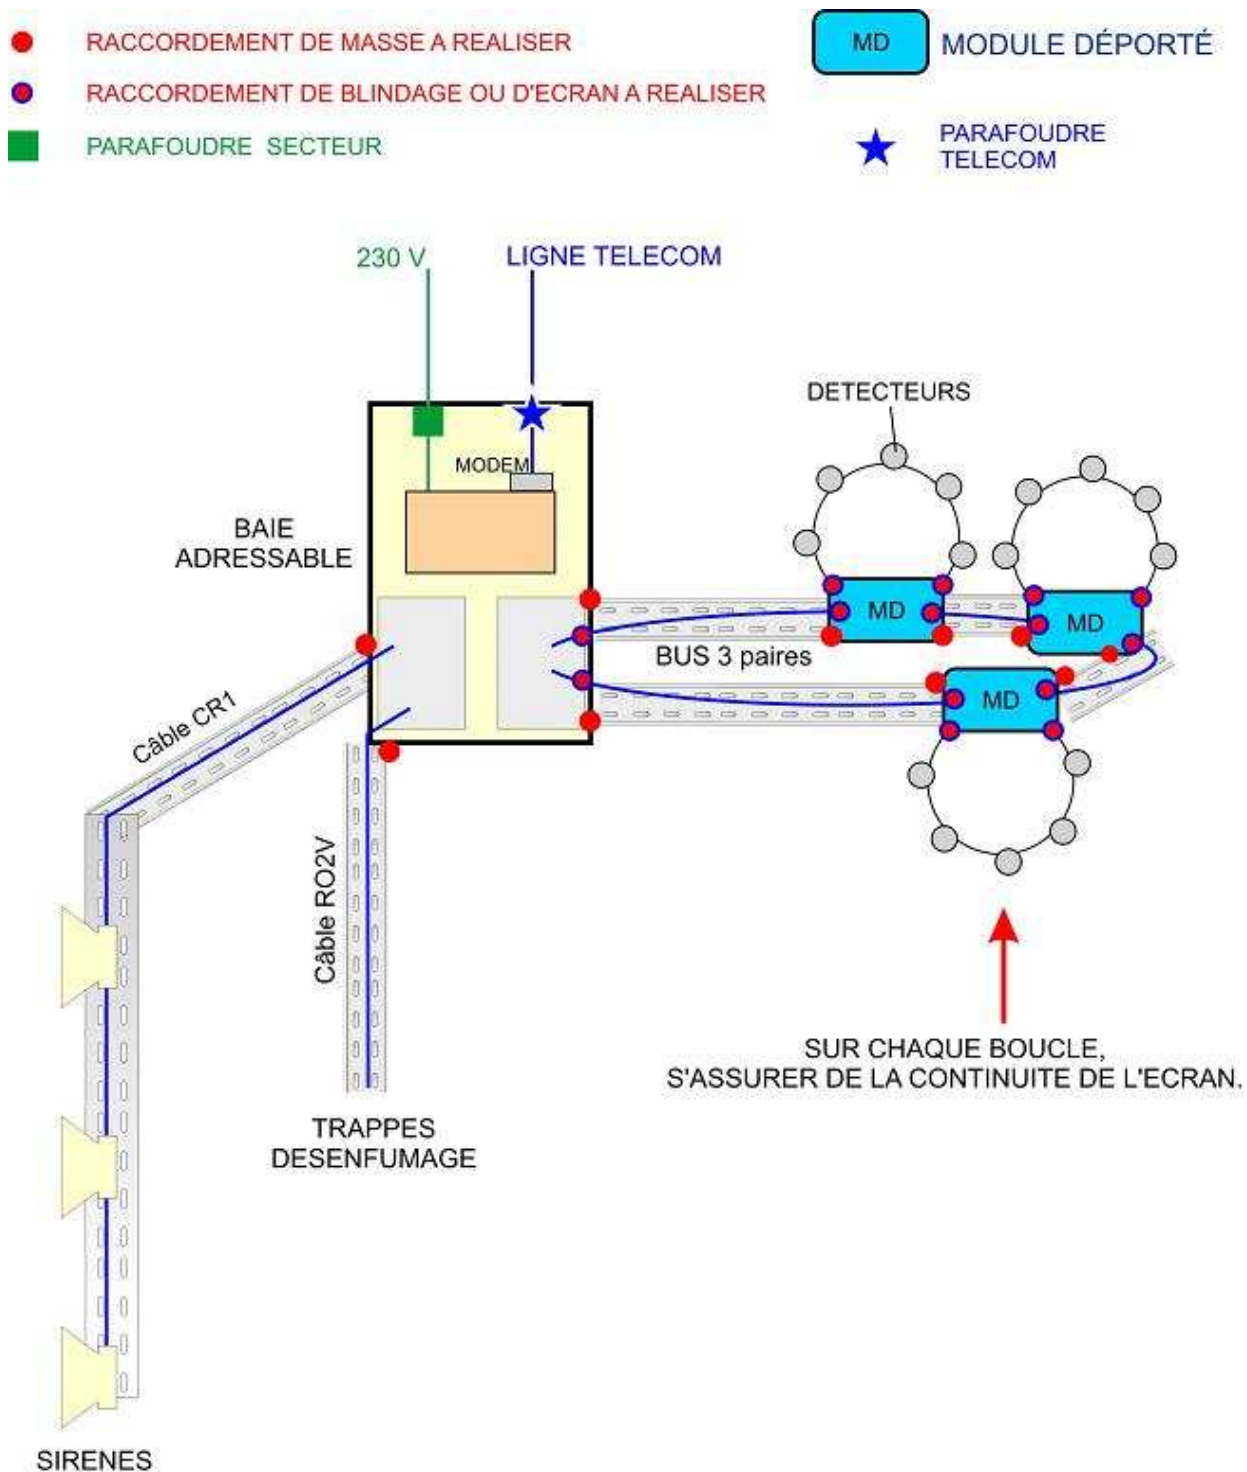 RACCORDEMENT DE MASSE A REALISER
MD
MODULE DÉPORTÉ
RACCORDEMENT DE BLINDAGE OU D'ECRAN A REALISER
PARAFOUDRE SECTEUR
PARAFOUDRE
TELECOM
230 V
LIGNE TELECOM
DETECTEURS
MODEM
BAIE
ADRESSABLE
MD
MD
BUS 3 paires
MD
Câble CR1
Câble RO2V
SUR CHAQUE BOUCLE,
S'ASSURER DE LA CONTINUITE DE L'ECRAN.
TRAPPES
DESENFUMAGE
SIRENES